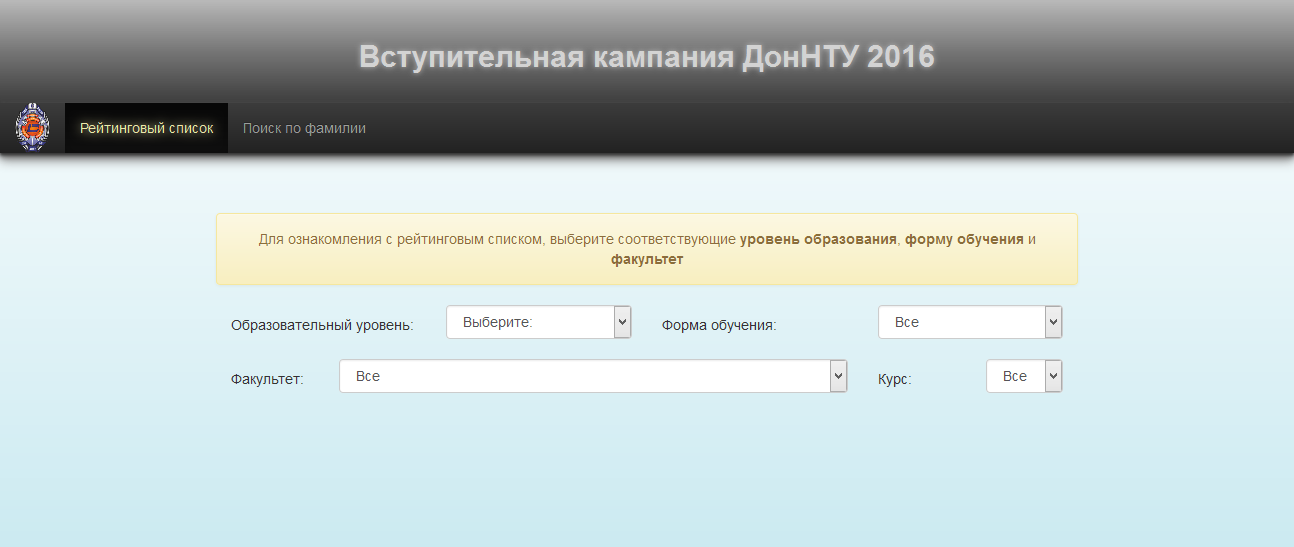 Вступительная кампания ДонНТУ 2016
Рейтинговый список Поиск по фамилии
Для ознакомления с рейтинговым списком, выберите соответствующие уровень образования, форму обучения и
факультет
Образовательный уровень: Выберите: Форма обучения: Все
Факультет: Все Курс: Все